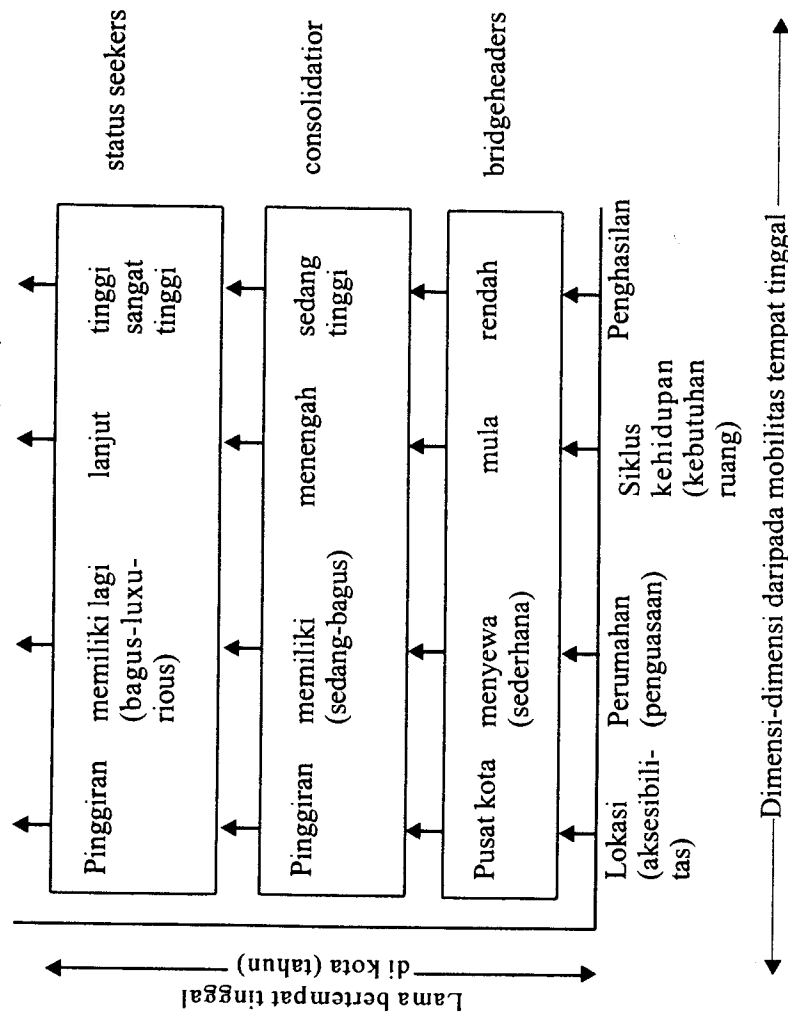 status seekers
Pinggiran
memiliki lagi
(bagus-luxu-
rious)
lanjut
tinggi
sangat
tinggi
consolidatior
Pinggiran
memiliki
(sedang-bagus)
menengah
sedang
tinggi
bridgeheaders
Pusat kota
menyewa
(sederhana)
mula
rendah
Lokasi
(aksesibili-
tas)
Perumahan
(penguasaan)
Siklus
kehidupan
(kebutuhan
ruang)
Penghasilan
Lama bertempat tinggal
di kota (tahun)
Dimensi-dimensi daripada mobilitas tempat tinggal